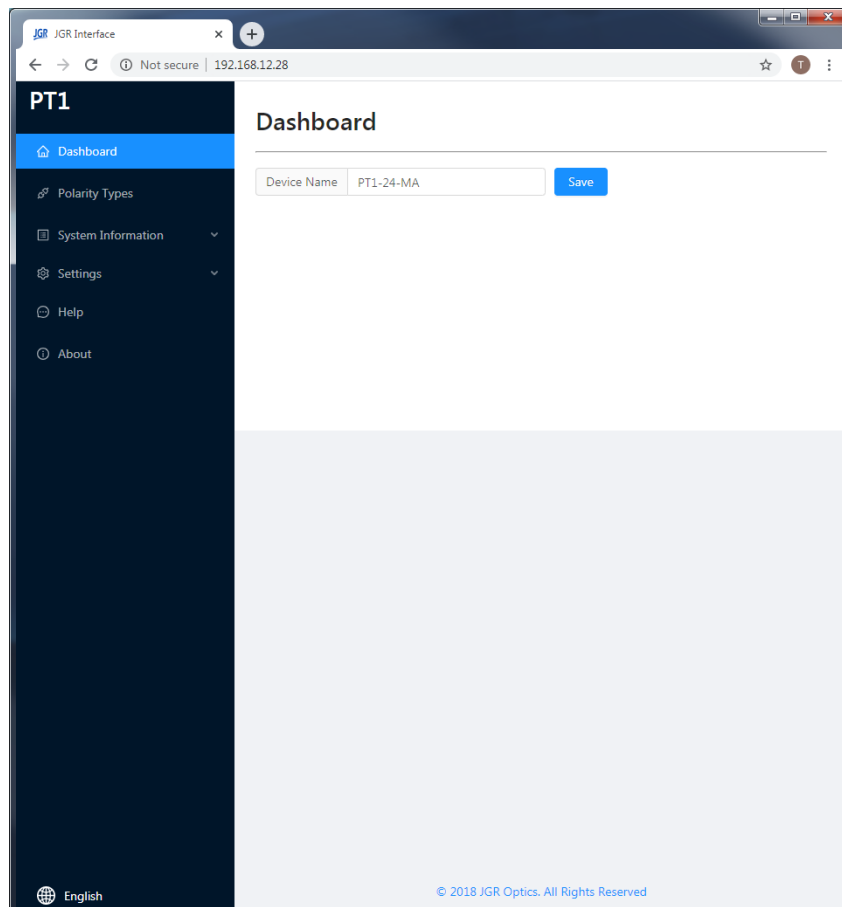 JGR JGR Interface
Not secure | 192.168.12.28
T
PT1
Dashboard
Dashboard
Device Name PT1-24-MA Save
Polarity Types
System Information
Settings
Help
About
English
© 2018 JGR Optics. All Rights Reserved